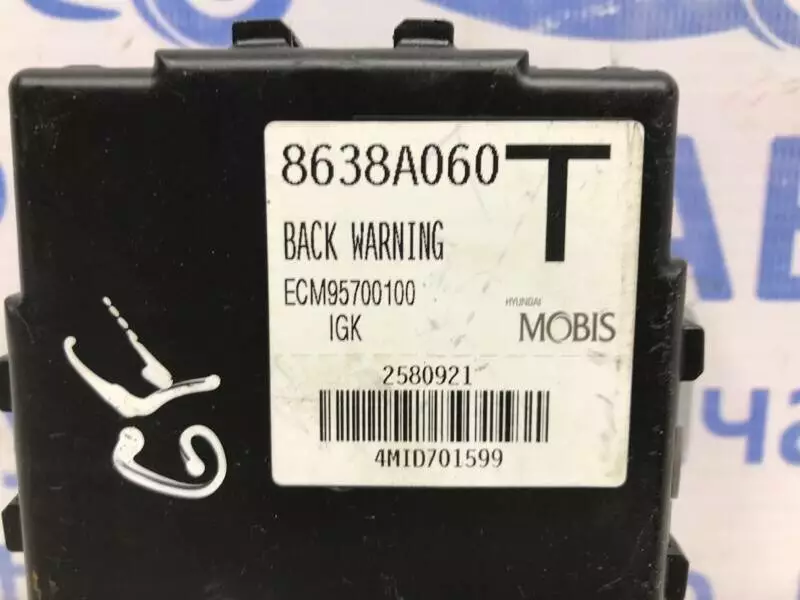 8638A060 T
BACK WARNING
ECM95700100
IGK
HYUNDAI
MOBIS
2580921
4MID701599